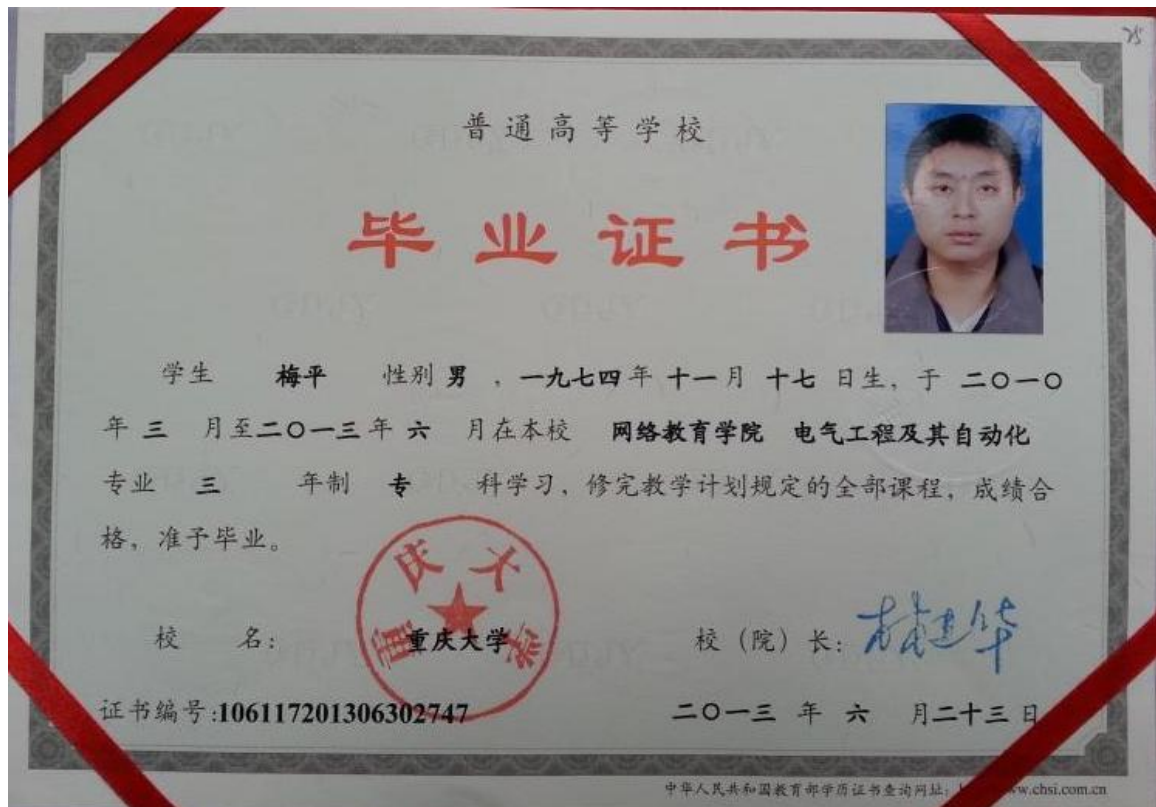 普通高等学校
毕业证书
学生 梅平 性别 男 ，一九七四年 十一月 十七 日生，于 二〇一〇
年 三 月至二〇一三年 六 月在本校 网络教育学院 电气工程及其自动化
专业 三 年制 专 科学习，修完教学计划规定的全部课程，成绩合
格，准予毕业。
重庆大学
校 名： 重庆大学 校（院）长：
证书编号:106117201306302747 二〇一三 年 六 月二十三 日
中华人民共和国教育部学历证书查询网址： www.chsi.com.cn